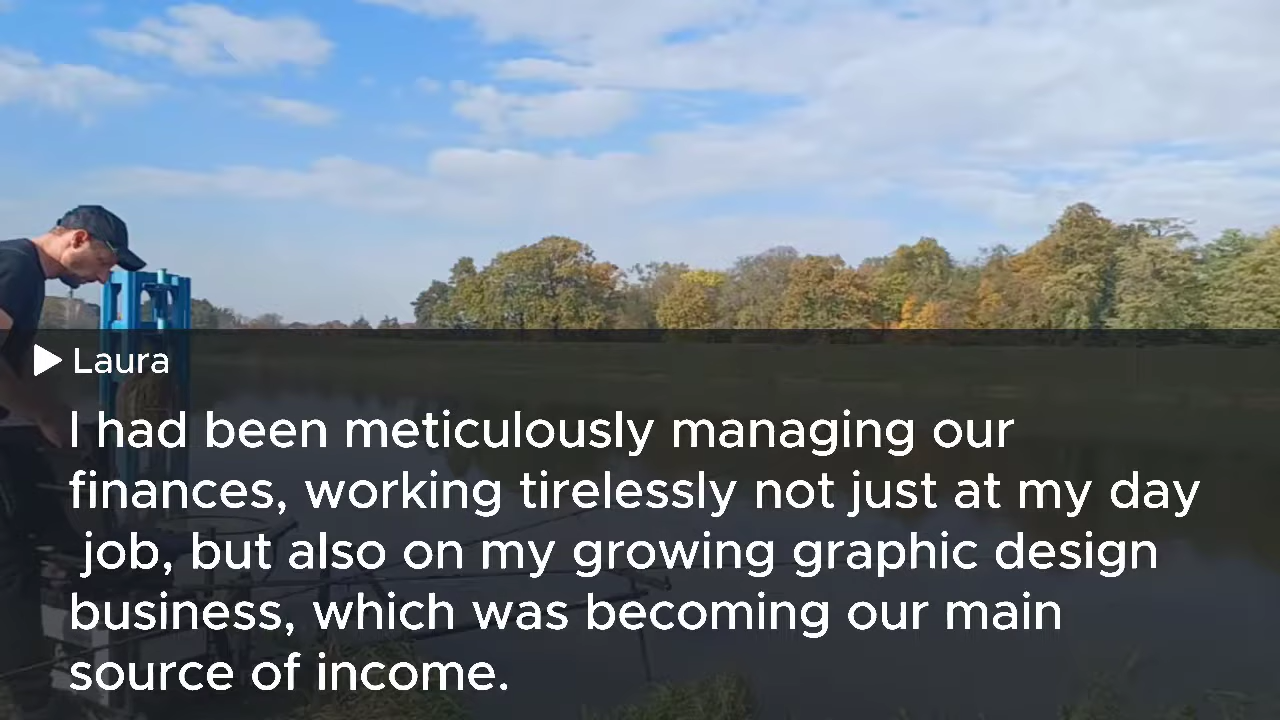 Laura
I had been meticulously managing our
finances, working tirelessly not just at my day
job, but also on my growing graphic design
business, which was becoming our main
source of income.